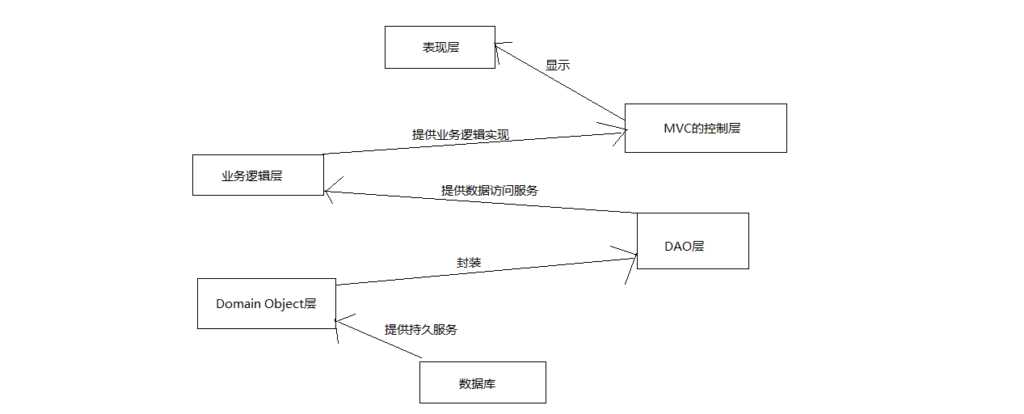 表现层
显示
MVC的控制层
提供业务逻辑实现
业务逻辑层
提供数据访问服务
DAO层
封装
Domain Object层
提供持久服务
数据库